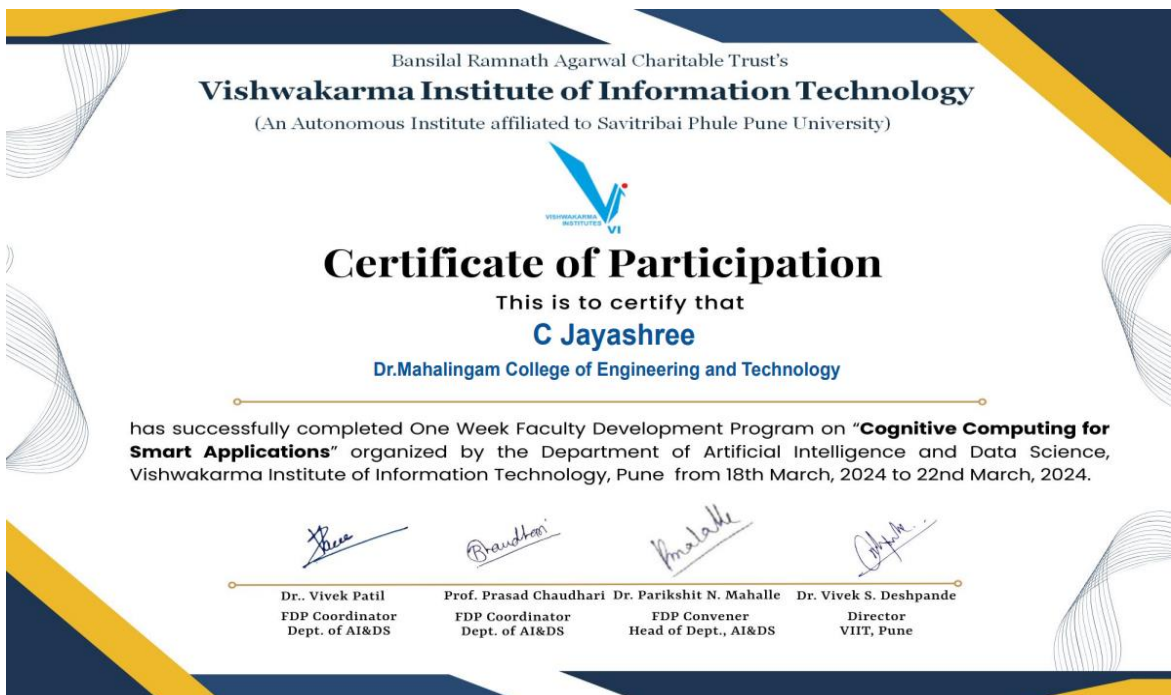 Bansilal Ramnath Agarwal Charitable Trust's
Vishwakarma Institute of Information Technology
(An Autonomous Institute affiliated to Savitribai Phule Pune University)
VISHWAKARMA
INSTITUTES
VI
Certificate of Participation
This is to certify that
C Jayashree
Dr.Mahalingam College of Engineering and Technology
has successfully completed One Week Faculty Development Program on “Cognitive Computing for
Smart Applications” organized by the Department of Artificial Intelligence and Data Science,
Vishwakarma Institute of Information Technology, Pune from 18th March, 2024 to 22nd March, 2024.
Dr.. Vivek Patil Prof. Prasad Chaudhari Dr. Parikshit N. Mahalle Dr. Vivek S. Deshpande
FDP Coordinator FDP Coordinator FDP Convener Director
Dept. of AI&DS Dept. of AI&DS Head of Dept., AI&DS VIIT, Pune